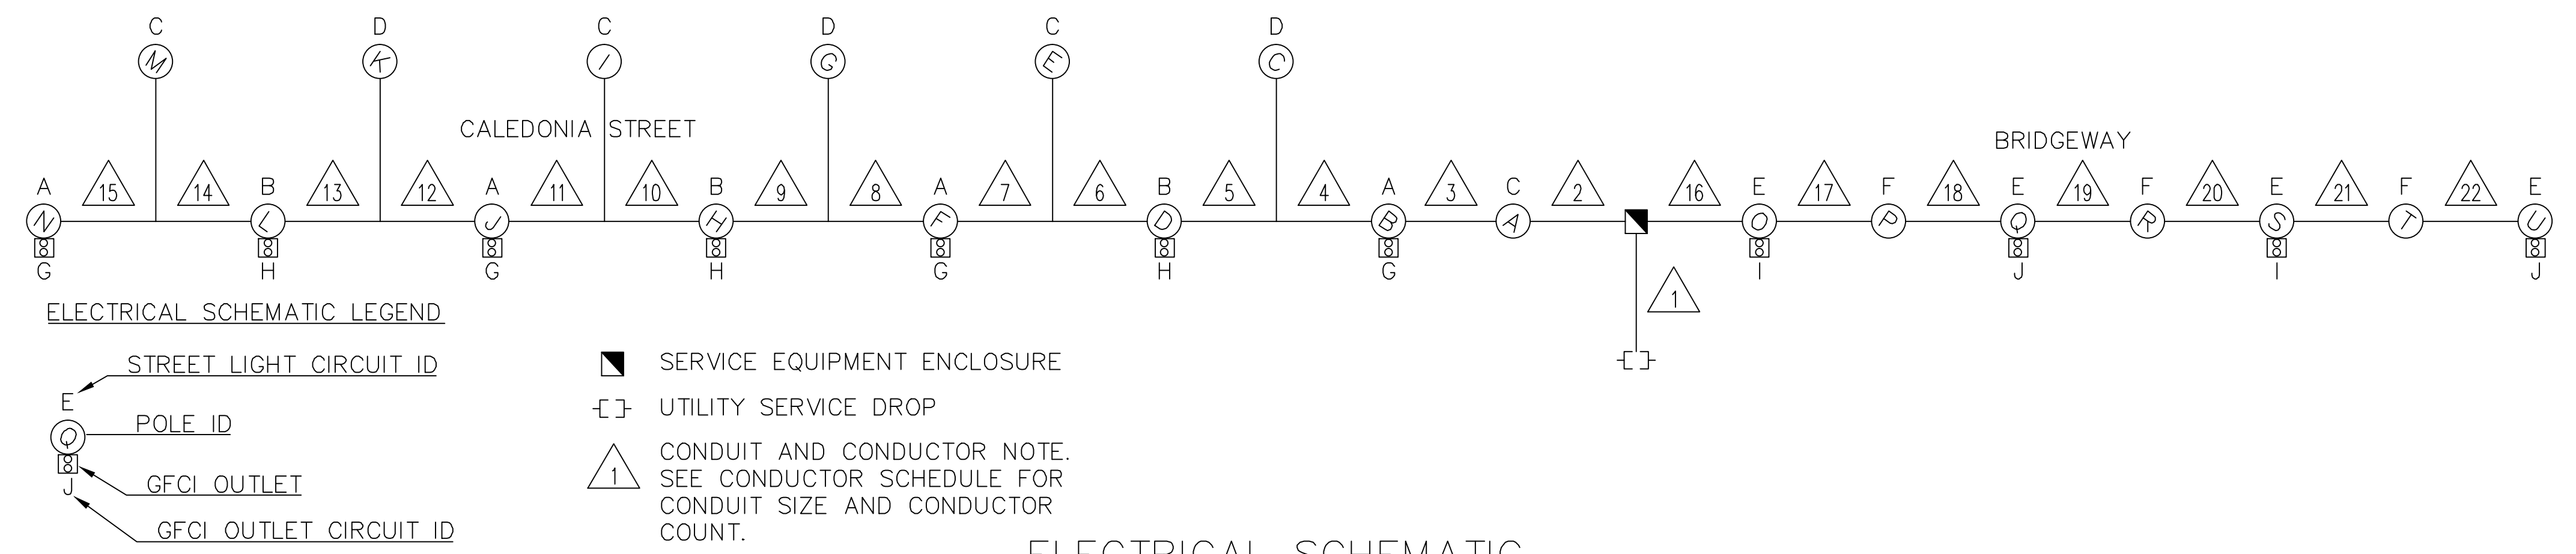 C D C D C D
M K I G E C
CALEDONIA STREET
BRIDGEWAY
15 14 13 12 11 10 9 8 7 6 5 4 3 2 16 17 18 19 20 21 22
A B A B A B A C E F E F E F E
N L J H F D B A O P Q R S T U
G H G H G H G I J I J
1
ELECTRICAL SCHEMATIC LEGEND
STREET LIGHT CIRCUIT ID
E
POLE ID
Q
GFCI OUTLET
J
GFCI OUTLET CIRCUIT ID
SERVICE EQUIPMENT ENCLOSURE
UTILITY SERVICE DROP
1
CONDUIT AND CONDUCTOR NOTE.
SEE CONDUCTOR SCHEDULE FOR
CONDUIT SIZE AND CONDUCTOR
COUNT.
ELECTRICAL SCHEMATIC